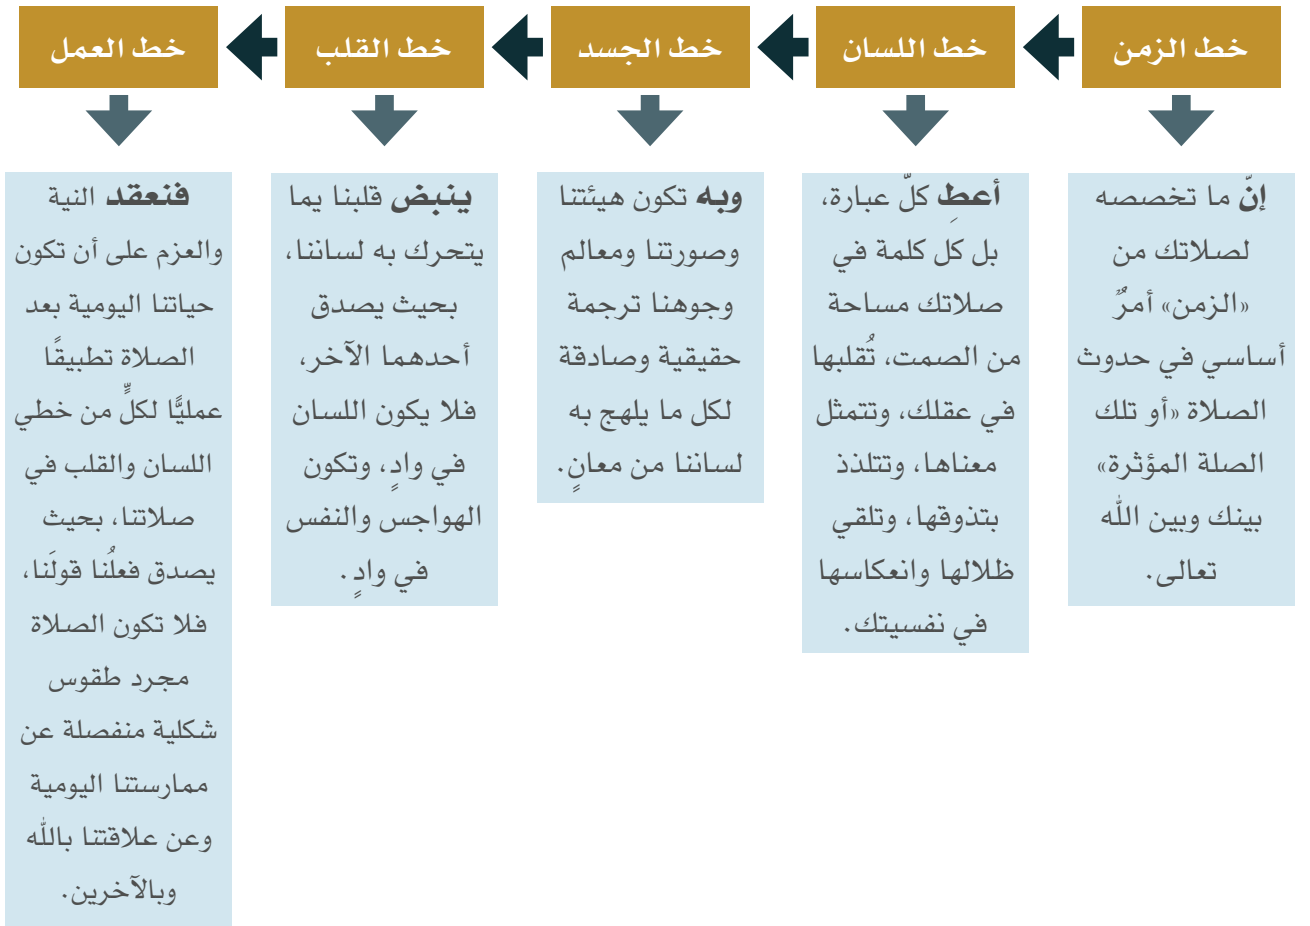 خط الزمن
خط اللسان
خط الجسد
خط القلب
خط العمل
إنّ ما تخصصه
لصلاتك من
«الزمن» أمرٌ
أساسي في حدوث
الصلاة «أو تلك
الصلة المؤثرة»
بينك وبين الله
تعالى.
أعطِ كلّ عبارة،
بل كل كلمة في
صلاتك مساحة
من الصمت، تُقلبها
في عقلك، وتتمثل
معناها، وتتلذذ
بتذوقها، وتلقي
ظلالها وانعكاسها
في نفسيتك.
وبه تكون هيئتنا
وصورتنا ومعالم
وجوهنا ترجمة
حقيقية وصادقة
لكل ما يلهج به
لساننا من معانٍ.
ينبض قلبنا يما
يتحرك به لساننا،
بحيث يصدق
أحدهما الآخر،
فلا يكون اللسان
في وادٍ، وتكون
الهواجس والنفس
في وادٍ.
فنعقد النية
والعزم على أن تكون
حياتنا اليومية بعد
الصلاة تطبيقًا
عمليًّا لكلٍّ من خطي
اللسان والقلب في
صلاتنا، بحيث
يصدق فعلُنا قولَنا،
فلا تكون الصلاة
مجرد طقوس
شكلية منفصلة عن
ممارستنا اليومية
وعن علاقتنا بالله
وبالآخرين.